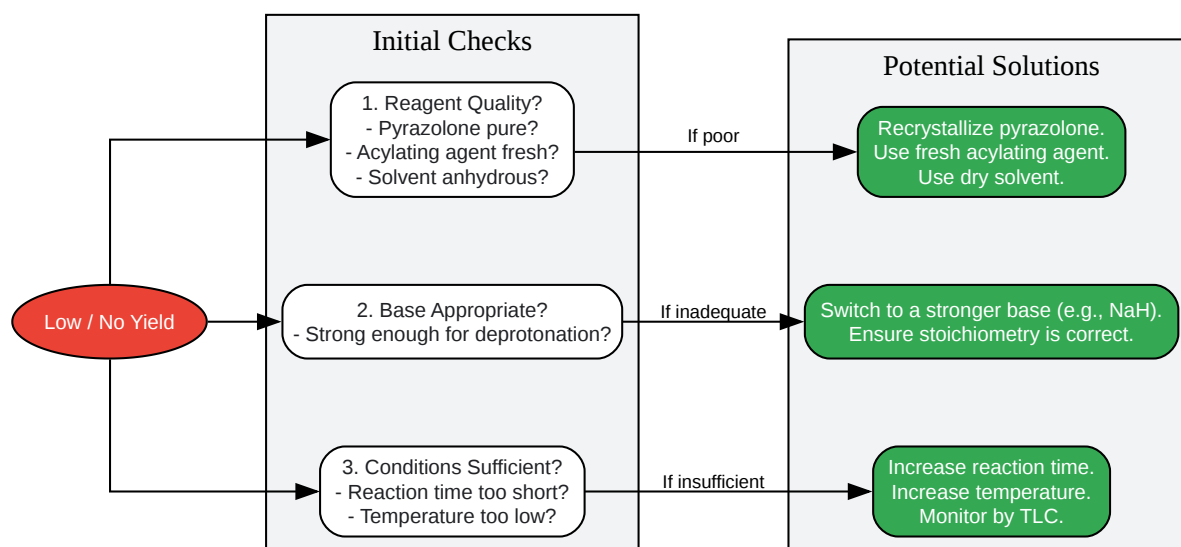 Initial Checks
Potential Solutions
1. Reagent Quality?
- Pyrazolone pure?
- Acylating agent fresh?
- Solvent anhydrous?
If poor
Recrystallize pyrazolone.
Use fresh acylating agent.
Use dry solvent.
Low / No Yield
2. Base Appropriate?
- Strong enough for deprotonation?
If inadequate
Switch to a stronger base (e.g., NaH).
Ensure stoichiometry is correct.
3. Conditions Sufficient?
- Reaction time too short?
- Temperature too low?
If insufficient
Increase reaction time.
Increase temperature.
Monitor by TLC.